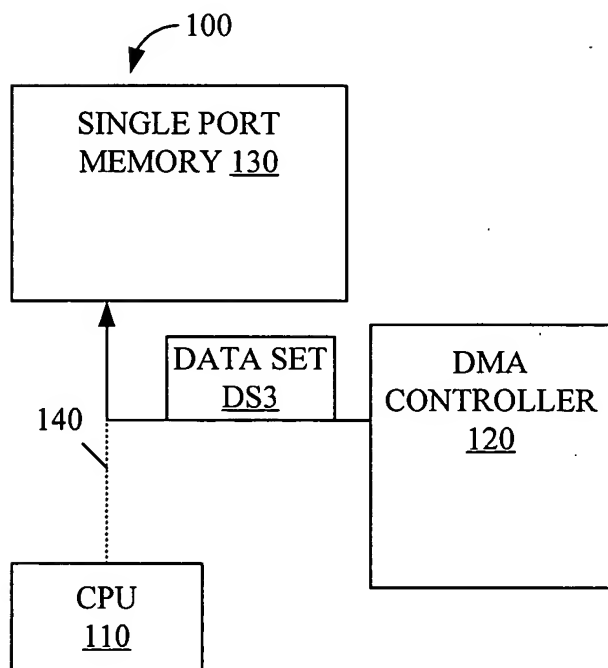 100
SINGLE PORT
MEMORY 130
DATA SET
DS3
DMA
CONTROLLER
120
140
CPU
110